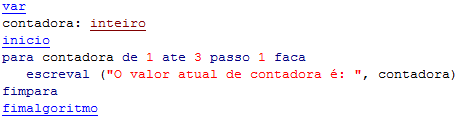 var
contadora: inteiro
inicio
para contadora de 1 ate 3 passo 1 faca
   escreval ("O valor atual de contadora é: ", contadora)
fimpara
fimalgoritmo